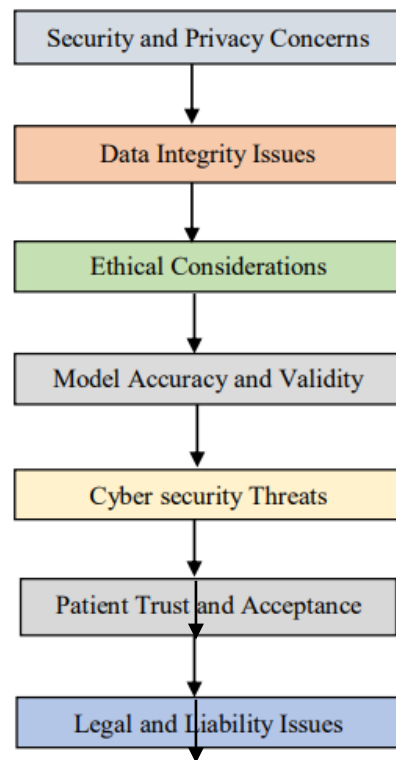 Security and Privacy Concerns
Data Integrity Issues
Ethical Considerations
Model Accuracy and Validity
Cyber security Threats
Patient Trust and Acceptance
Legal and Liability Issues